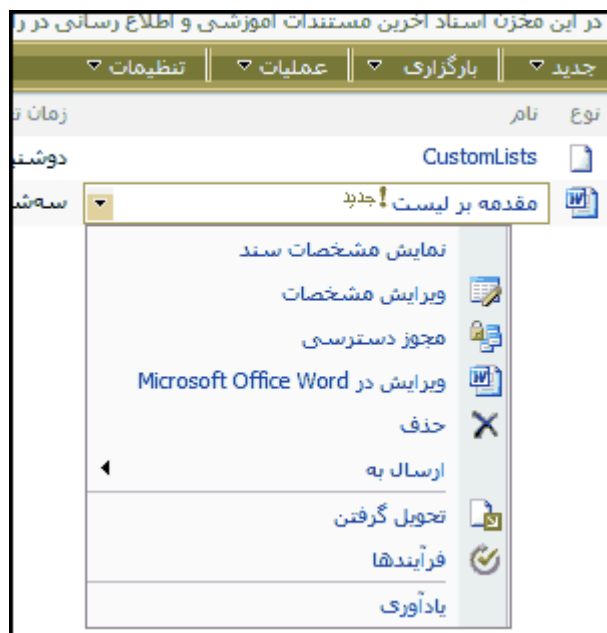 در این مخزن اسناد آخرین مستندات آموزشی و اطلاع رسانی در
جدید بارگزاری عملیات تنظیمات
نوع نام زمان
CustomLists
مقدمه بر لیست ! جدید
نمایش مشخصات سند
ویرایش مشخصات
مجوز دسترسی
ویرایش در Microsoft Office Word
حذف
ارسال به
تحویل گرفتن
فرآیندها
یادآوری